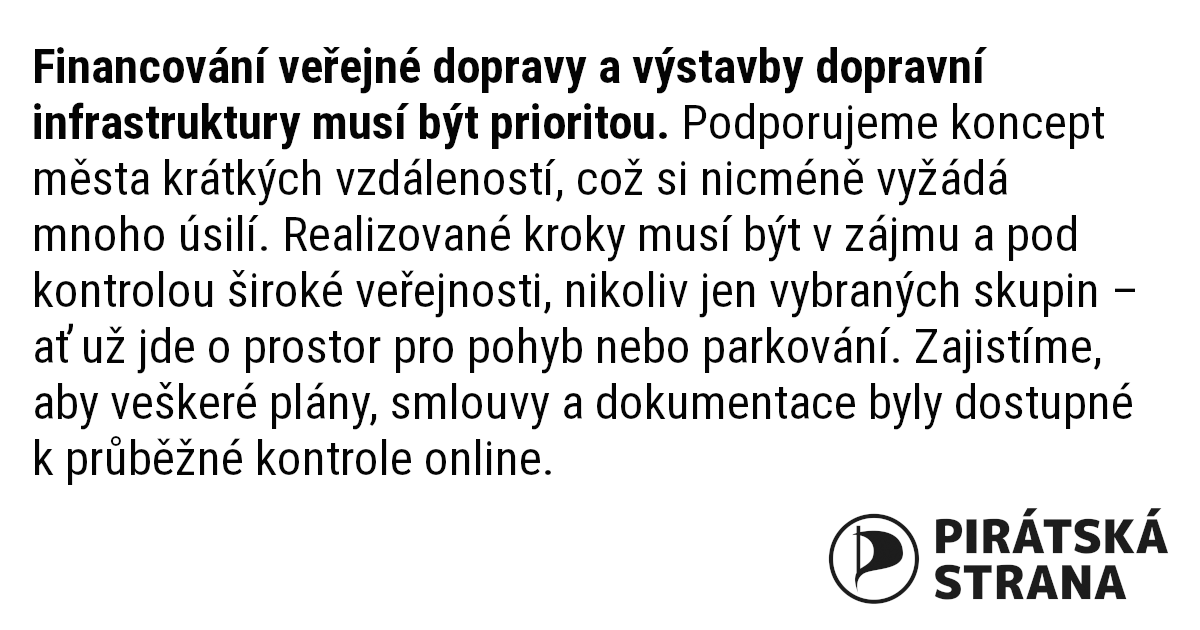 Financování veřejné dopravy a výstavby dopravní
infrastruktury musí být prioritou. Podporujeme koncept
města krátkých vzdáleností, což si nicméně vyžádá
mnoho úsilí. Realizované kroky musí být v zájmu a pod
kontrolou široké veřejnosti, nikoliv jen vybraných skupin –
ať už jde o prostor pro pohyb nebo parkování. Zajistíme,
aby veškeré plány, smlouvy a dokumentace byly dostupné
k průběžné kontrole online.
PIRÁTSKÁ
STRANA